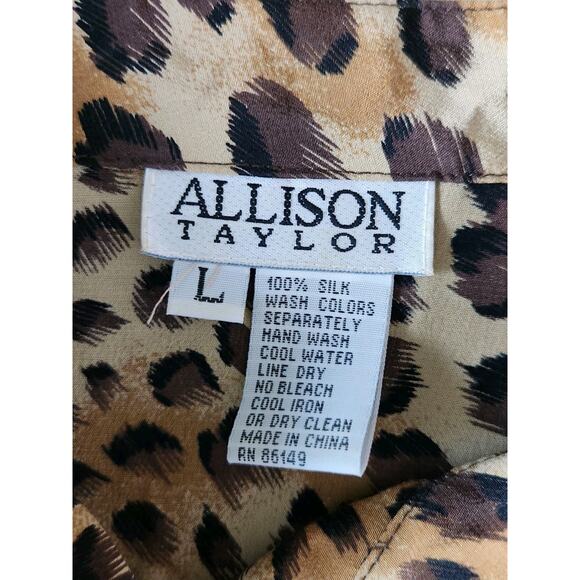 ALLISON
TAYLOR
L
100% SILK
WASH COLORS
SEPARATELY
HAND WASH
COOL WATER
LINE DRY
NO BLEACH
COOL IRON
OR DRY CLEAN
MADE IN CHINA
RN 86149